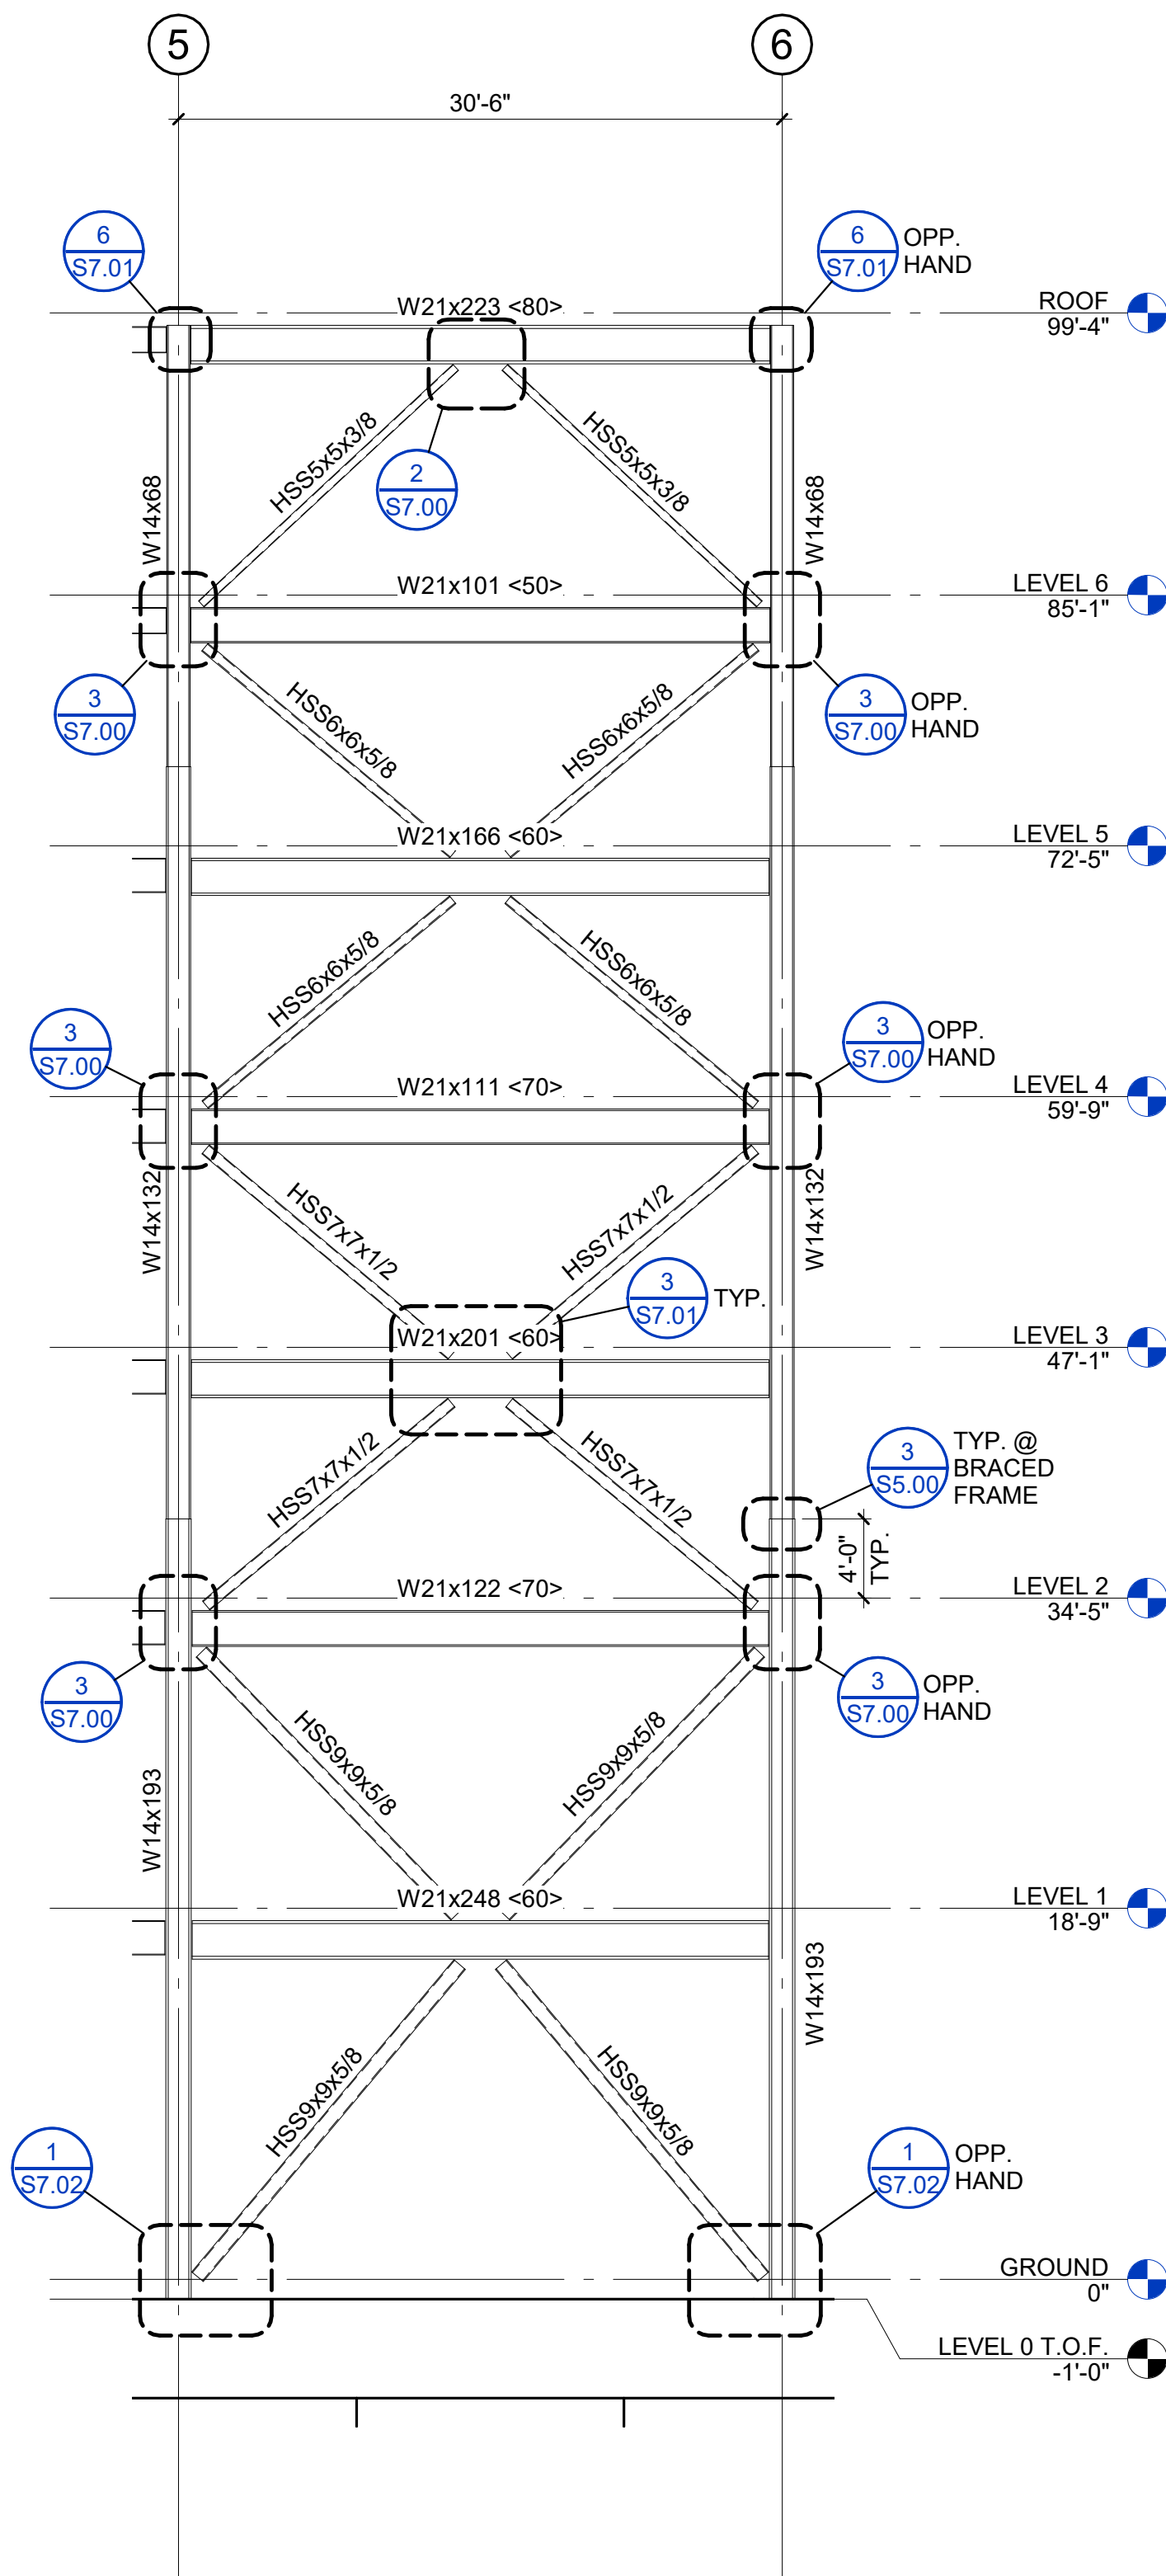 5
6
30'-6"
6
S7.01
6
S7.01
OPP.
HAND
W21x223 <80>
ROOF
99'-4"
HSS5x5x3/8
HSS5x5x3/8
2
S7.00
W14x68
W14x68
W21x101 <50>
LEVEL 6
85'-1"
3
S7.00
HSS6x6x5/8
HSS6x6x5/8
3
S7.00
OPP.
HAND
W21x166 <60>
LEVEL 5
72'-5"
HSS6x6x5/8
HSS6x6x5/8
3
S7.00
3
S7.00
OPP.
HAND
W21x111 <70>
LEVEL 4
59'-9"
W14x132
HSS7x7x1/2
HSS7x7x1/2
W14x132
3
S7.01
TYP.
W21x201 <60>
LEVEL 3
47'-1"
HSS7x7x1/2
HSS7x7x1/2
3
S5.00
TYP. @
BRACED
FRAME
4'-0"
TYP.
W21x122 <70>
LEVEL 2
34'-5"
3
S7.00
3
S7.00
OPP.
HAND
HSS9x9x5/8
HSS9x9x5/8
W14x193
W21x248 <60>
LEVEL 1
18'-9"
W14x193
HSS9x9x5/8
HSS9x9x5/8
1
S7.02
1
S7.02
OPP.
HAND
GROUND
0"
LEVEL 0 T.O.F.
-1'-0"